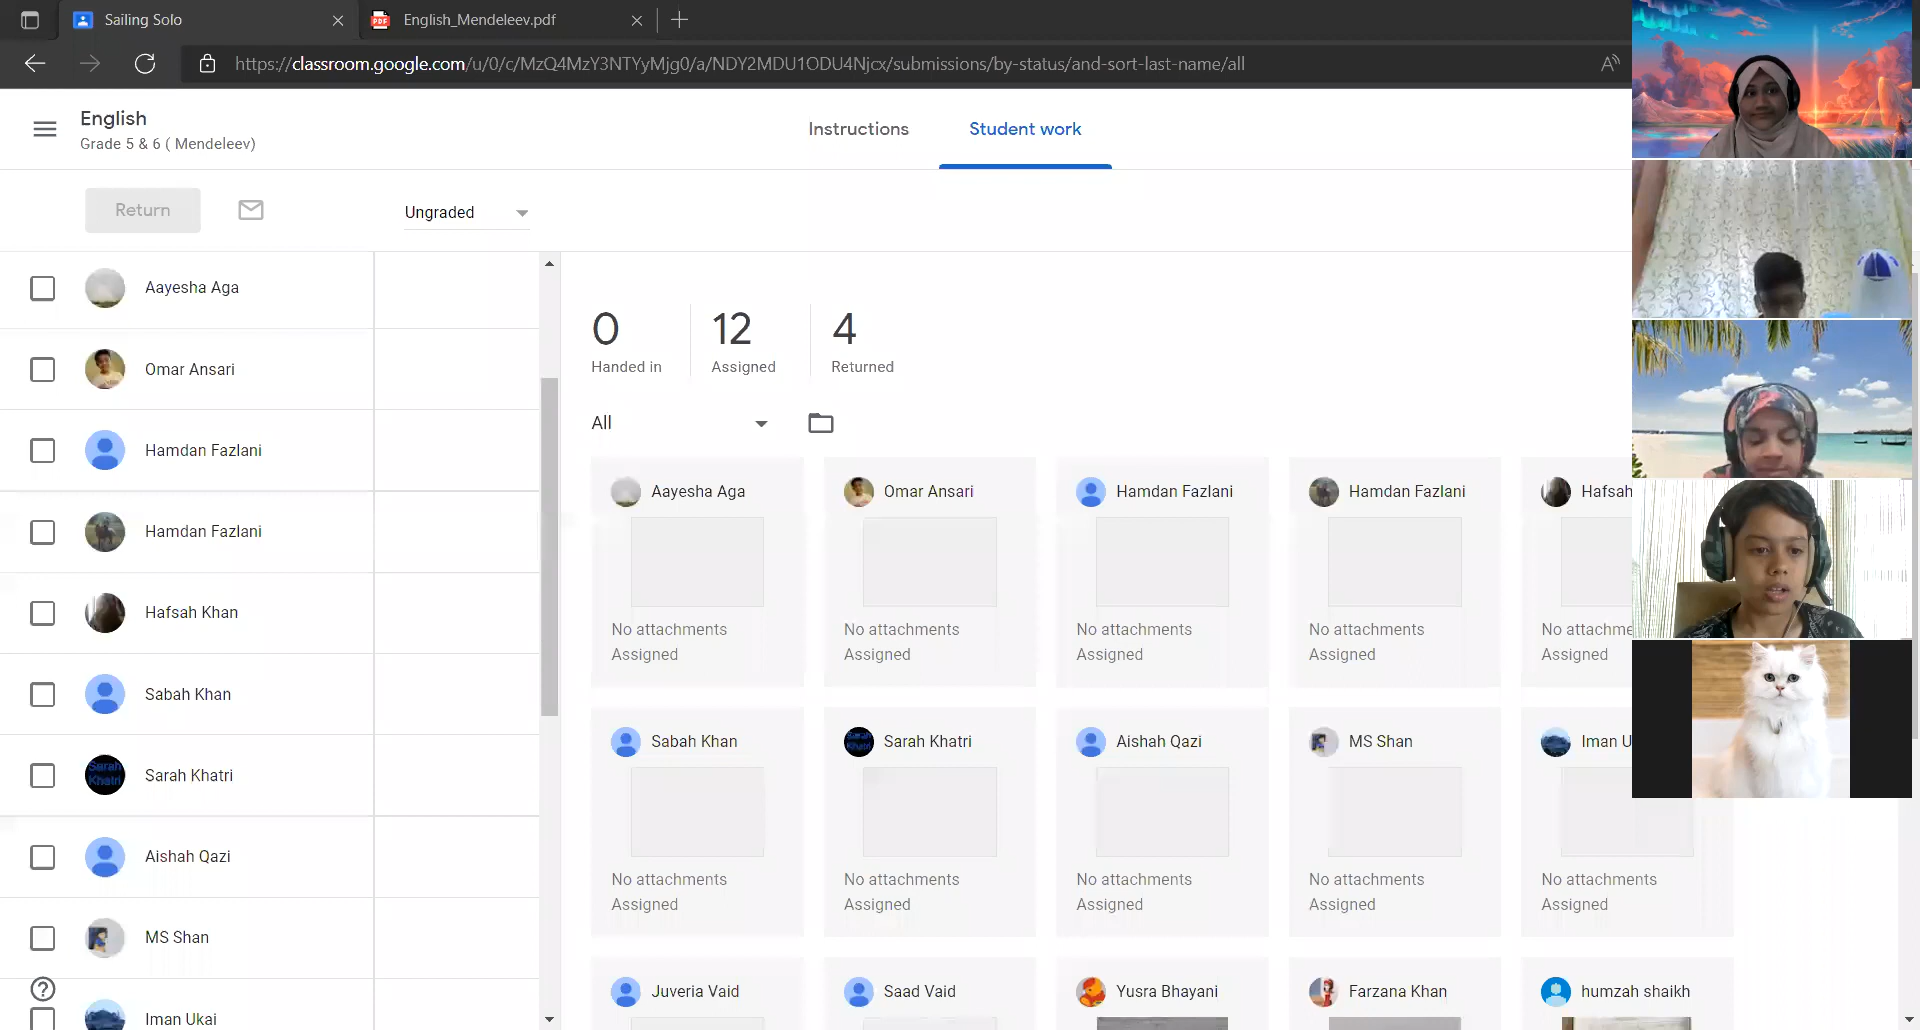 Sailing Solo
English_Mendeleev.pdf
https://classroom.google.com/u/0/c/MzQ4MzY3NTYyMjg0/a/NDY2MDU1ODU4Njcx/submissions/by-status/and-sort-last-name/all
English
Grade 5 & 6 ( Mendeleev)
Instructions
Student work
Return
Ungraded
Aayesha Aga
Omar Ansari
Hamdan Fazlani
Hamdan Fazlani
Hafsah Khan
Sabah Khan
Sarah Khatri
Aishah Qazi
MS Shan
Iman Ukai
0 12 4
Handed in Assigned Returned
All
Aayesha Aga Omar Ansari Hamdan Fazlani Hamdan Fazlani Hafsah
No attachments No attachments No attachments No attachments No attachments
Assigned Assigned Assigned Assigned Assigned
Sabah Khan Sarah Khatri Aishah Qazi MS Shan Iman U
No attachments No attachments No attachments No attachments No attachments
Assigned Assigned Assigned Assigned Assigned
Juveria Vaid Saad Vaid Yusra Bhayani Farzana Khan humzah shaikh